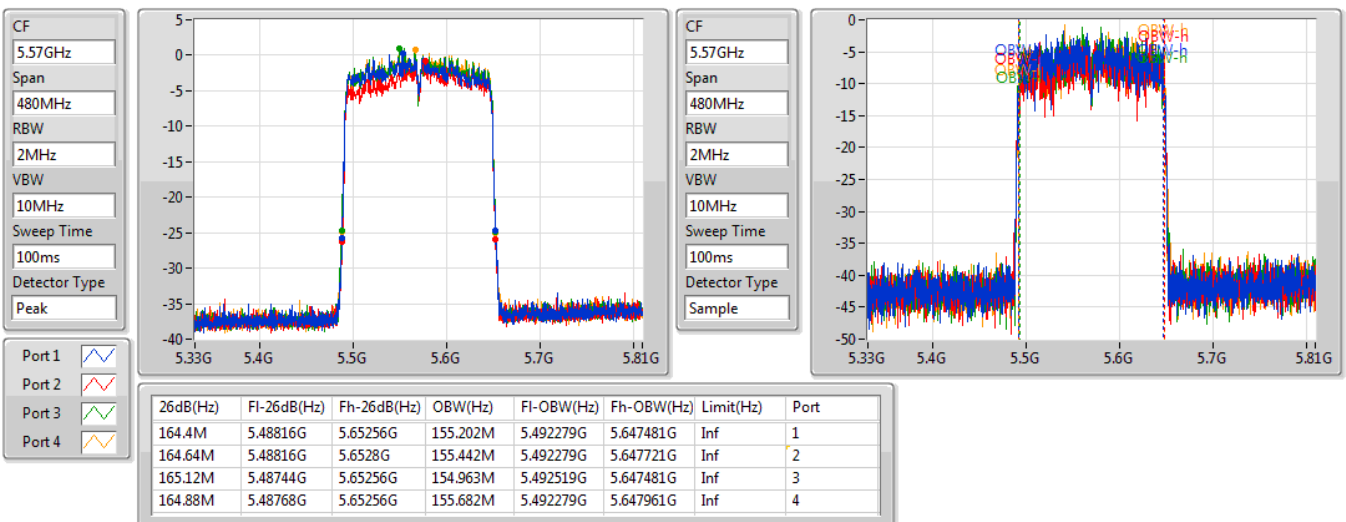 CF
5.57GHz
Span
480MHz
RBW
2MHz
VBW
10MHz
Sweep Time
100ms
Detector Type
Peak
5
0
-5
-10
-15
-20
-25
-30
-35
-40
5.33G 5.4G 5.5G 5.6G 5.7G 5.81G
CF
5.57GHz
Span
480MHz
RBW
2MHz
VBW
10MHz
Sweep Time
100ms
Detector Type
Sample
0
-5
-10
-15
-20
-25
-30
-35
-40
-45
-50
5.33G 5.4G 5.5G 5.6G 5.7G 5.81G
Port 1
Port 2
Port 3
Port 4
26dB(Hz) Fl-26dB(Hz) Fh-26dB(Hz) OBW(Hz) Fl-OBW(Hz) Fh-OBW(Hz) Limit(Hz) Port
164.4M 5.48816G 5.65256G 155.202M 5.492279G 5.647481G Inf 1
164.64M 5.48816G 5.6528G 155.442M 5.492279G 5.647721G Inf 2
165.12M 5.48744G 5.65256G 154.963M 5.492519G 5.647481G Inf 3
164.88M 5.48768G 5.65256G 155.682M 5.492279G 5.647961G Inf 4